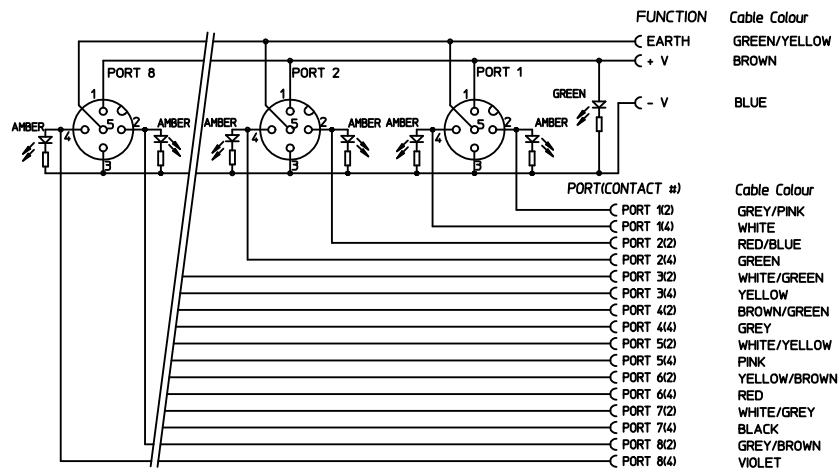 FUNCTION Cable Colour
EARTH GREEN/YELLOW
+ V BROWN
PORT 8 PORT 2 PORT 1
GREEN
- V BLUE
1 1 1
AMBER 4 5 2 AMBER AMBER 4 5 2 AMBER AMBER 4 5 2 AMBER
3 3 3
PORT(CONTACT #) Cable Colour
PORT 1(2) GREY/PINK
PORT 1(4) WHITE
PORT 2(2) RED/BLUE
PORT 2(4) GREEN
PORT 3(2) WHITE/GREEN
PORT 3(4) YELLOW
PORT 4(2) BROWN/GREEN
PORT 4(4) GREY
PORT 5(2) WHITE/YELLOW
PORT 5(4) PINK
PORT 6(2) YELLOW/BROWN
PORT 6(4) RED
PORT 7(2) WHITE/GREY
PORT 7(4) BLACK
PORT 8(2) GREY/BROWN
PORT 8(4) VIOLET